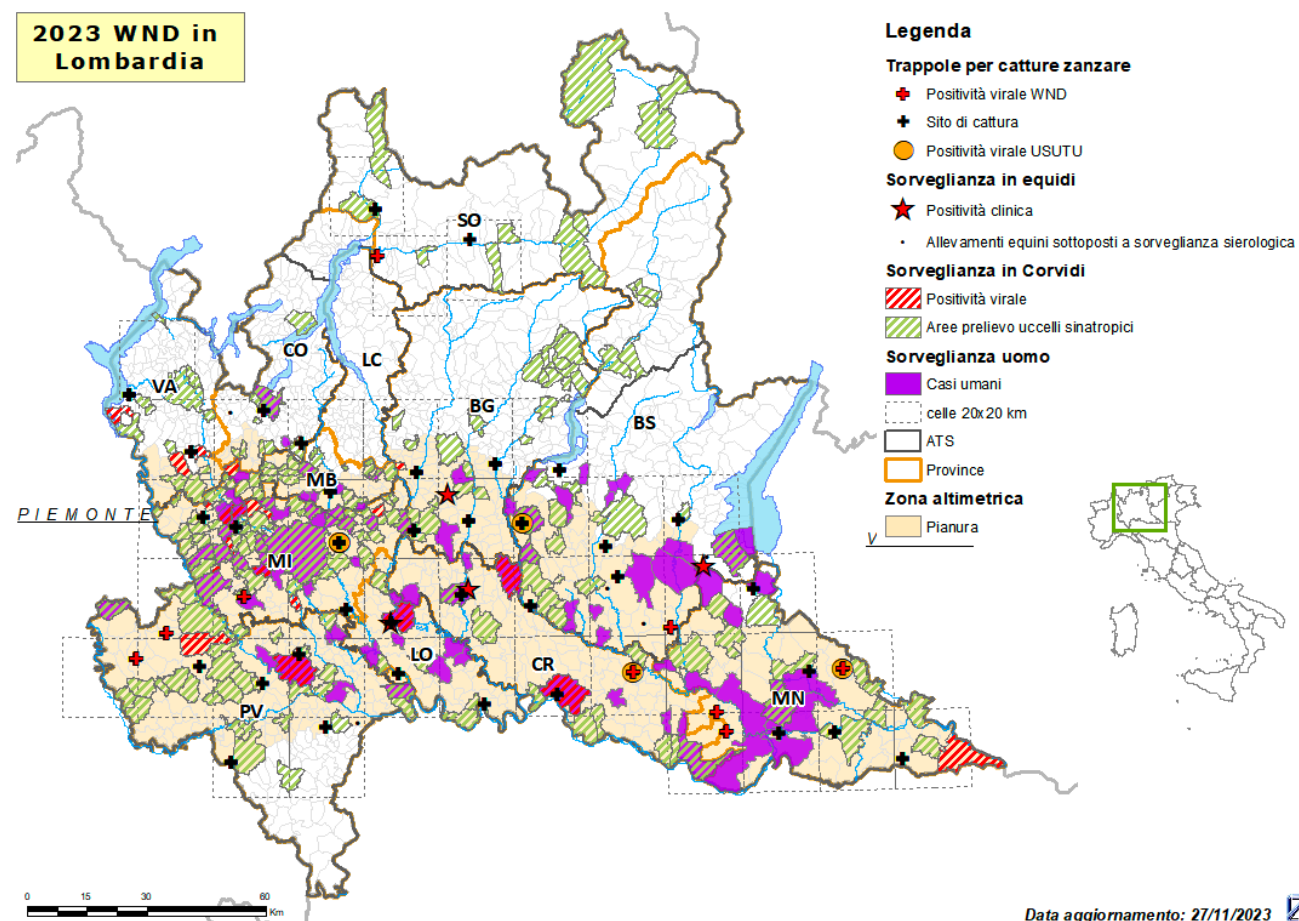 2023 WND in
Lombardia
Legenda
Trappole per catture zanzare
Positività virale WND
Sito di cattura
Positività virale USUTU
Sorveglianza in equidi
Positività clinica
Allevamenti equini sottoposti a sorveglianza sierologica
Sorveglianza in Corvidi
Positività virale
Aree prelievo uccelli sinatropici
Sorveglianza uomo
Casi umani
celle 20x20 km
ATS
Province
Zona altimetrica
Pianura
SO
CO
LC
VA
BG
BS
MB
PIEMONTE
V
MI
LO
CR
MN
PV
0 15 30 60
Km
Data aggiornamento: 27/11/2023